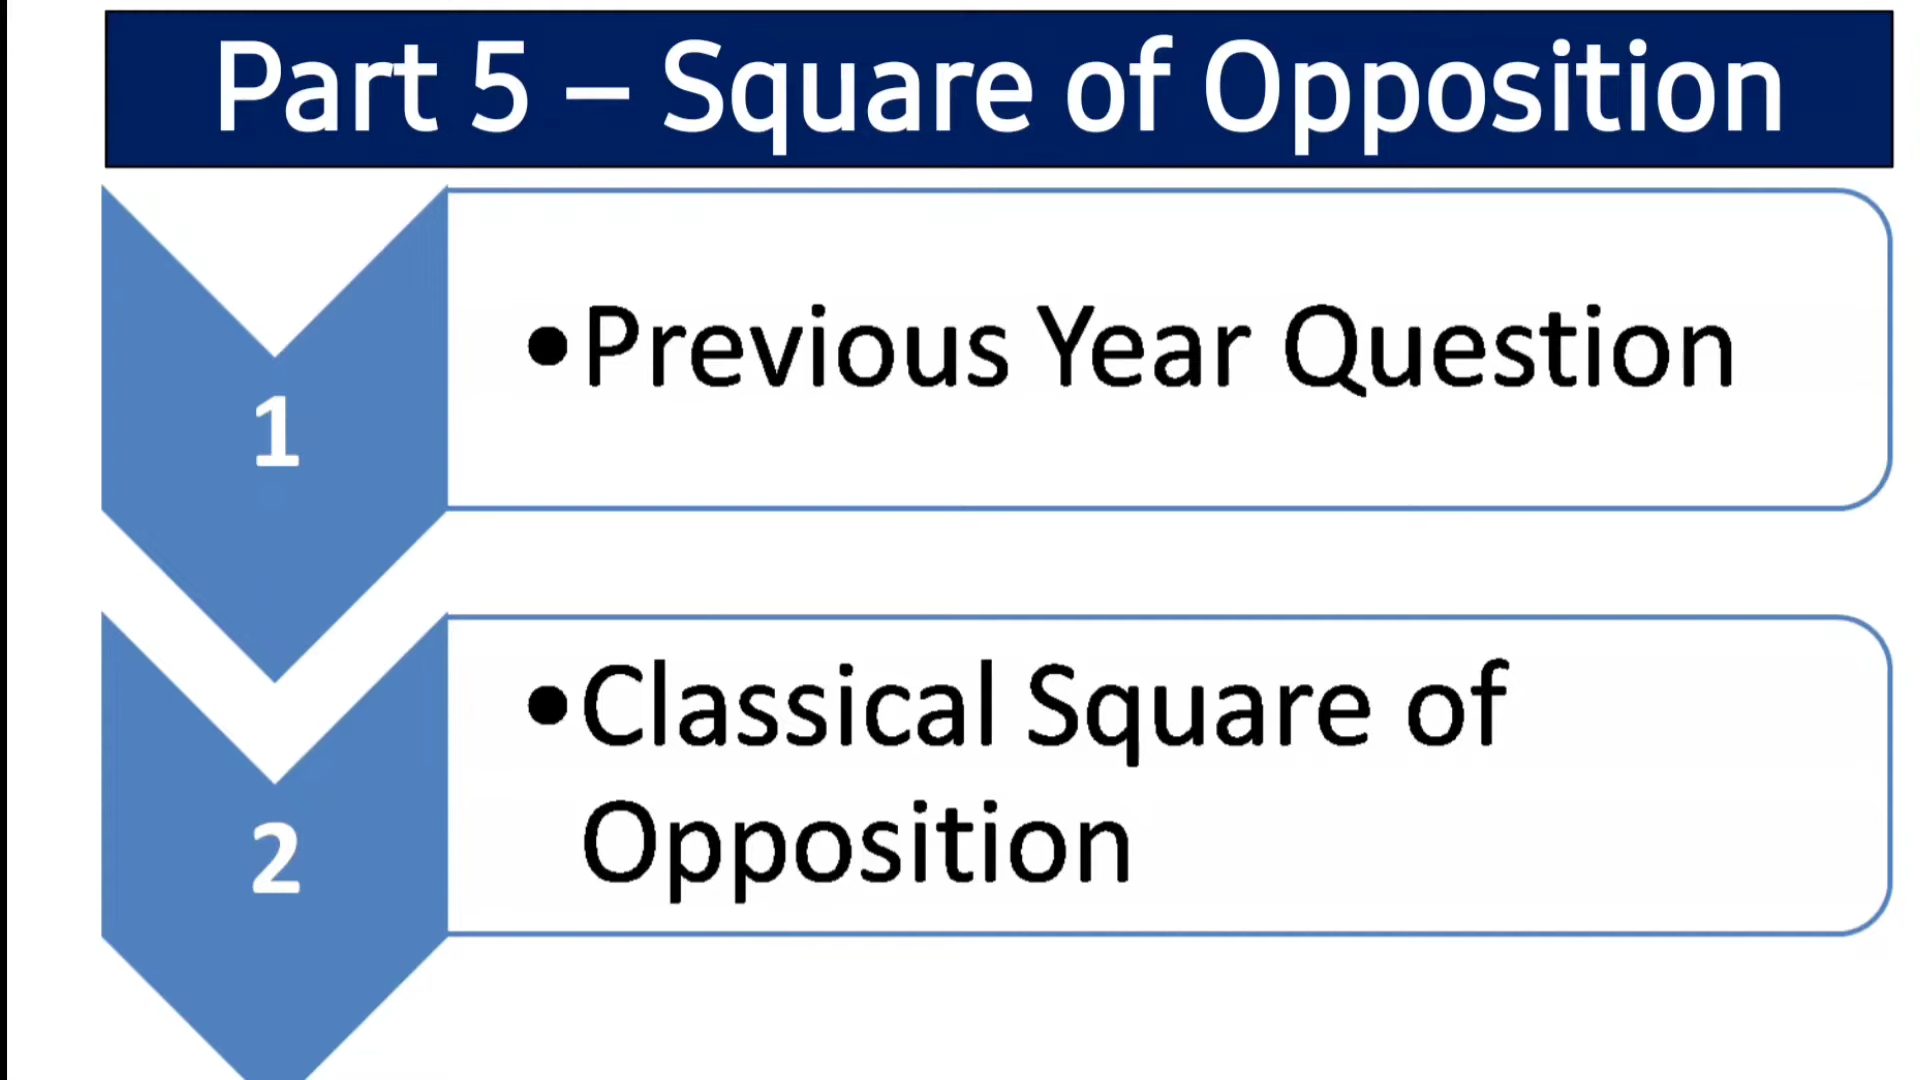 Part 5 – Square of Opposition
1
•Previous Year Question
2
•Classical Square of
Opposition